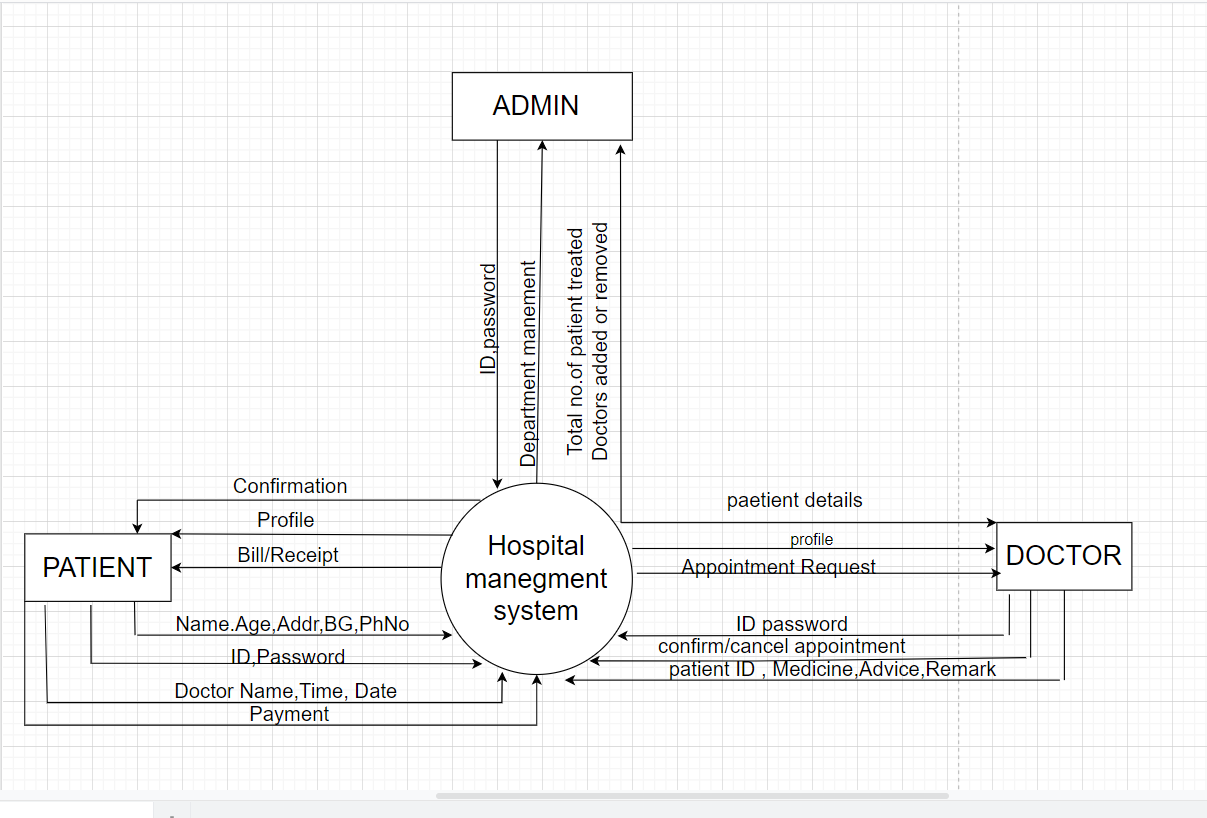 ADMIN
ID,password
Department manement
Total no.of patient treated
Doctors added or removed
Confirmation
Profile
Bill/Receipt
PATIENT
Name.Age,Addr,BG,PhNo
ID,Password
Doctor Name,Time, Date
Payment
Hospital
manegment
system
paetient details
profile
Appointment Request
DOCTOR
ID password
confirm/cancel appointment
patient ID , Medicine,Advice,Remark